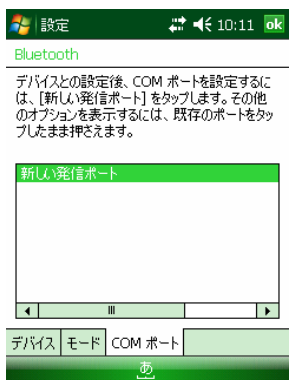 設定 10:11 ok
Bluetooth
デバイスとの設定後、COM ポートを設定するに
は、[新しい発信ポート] をタップします。その他
のオプションを表示するには、既存のポートをタッ
プしたまま押さえます。
新しい発信ポート
デバイス モード COM ポート
あ